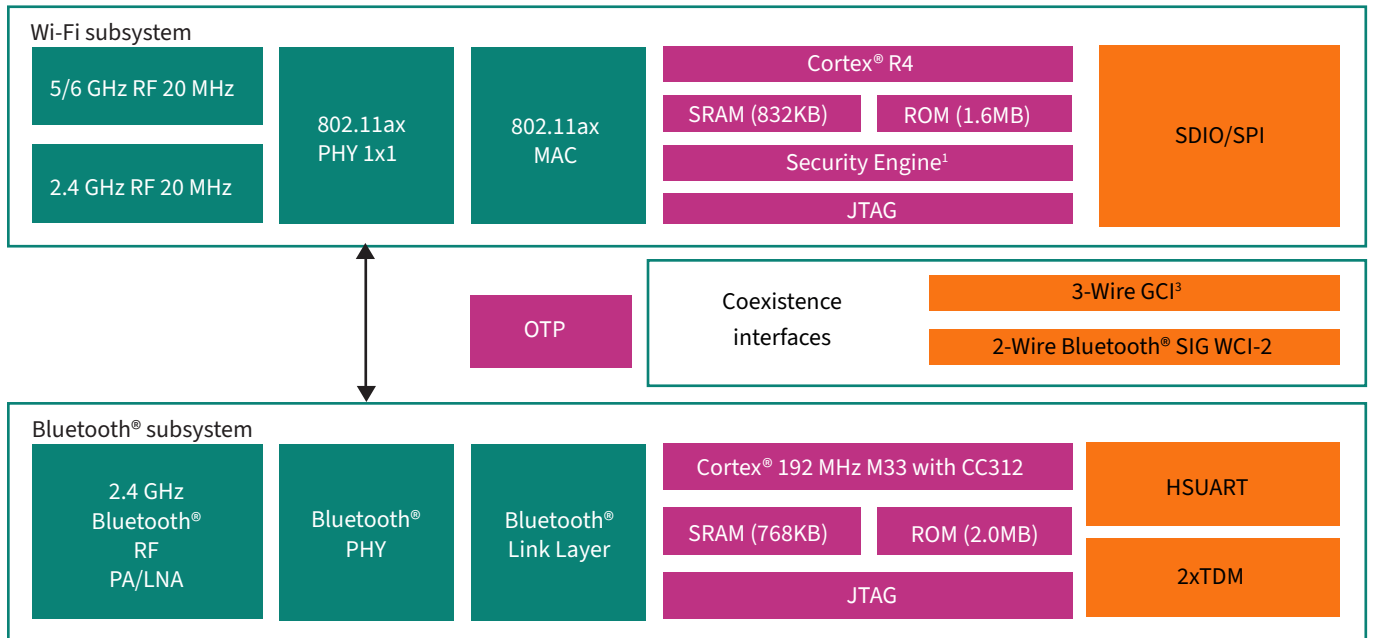 Wi-Fi subsystem
5/6 GHz RF 20 MHz
2.4 GHz RF 20 MHz
802.11ax
PHY 1x1
802.11ax
MAC
Cortex® R4
SRAM (832KB)
ROM (1.6MB)
Security Engine¹
JTAG
SDIO/SPI
OTP
Coexistence
interfaces
3-Wire GCI³
2-Wire Bluetooth® SIG WCI-2
Bluetooth® subsystem
2.4 GHz
Bluetooth®
RF
PA/LNA
Bluetooth®
PHY
Bluetooth®
Link Layer
Cortex® 192 MHz M33 with CC312
SRAM (768KB)
ROM (2.0MB)
JTAG
HSUART
2xTDM